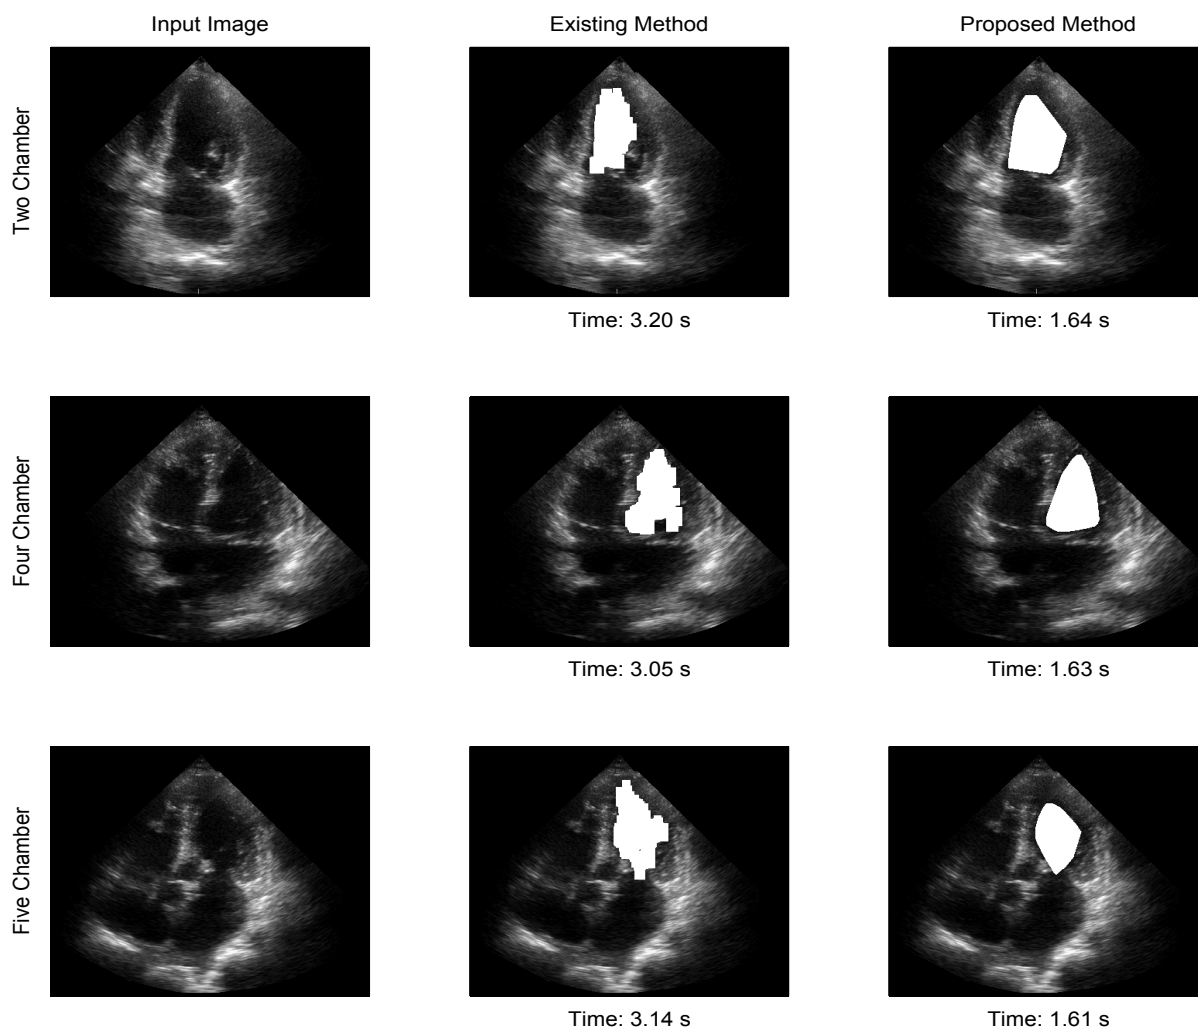 Input Image
Existing Method
Proposed Method
Two Chamber
Time: 3.20 s
Time: 1.64 s
Four Chamber
Time: 3.05 s
Time: 1.63 s
Five Chamber
Time: 3.14 s
Time: 1.61 s